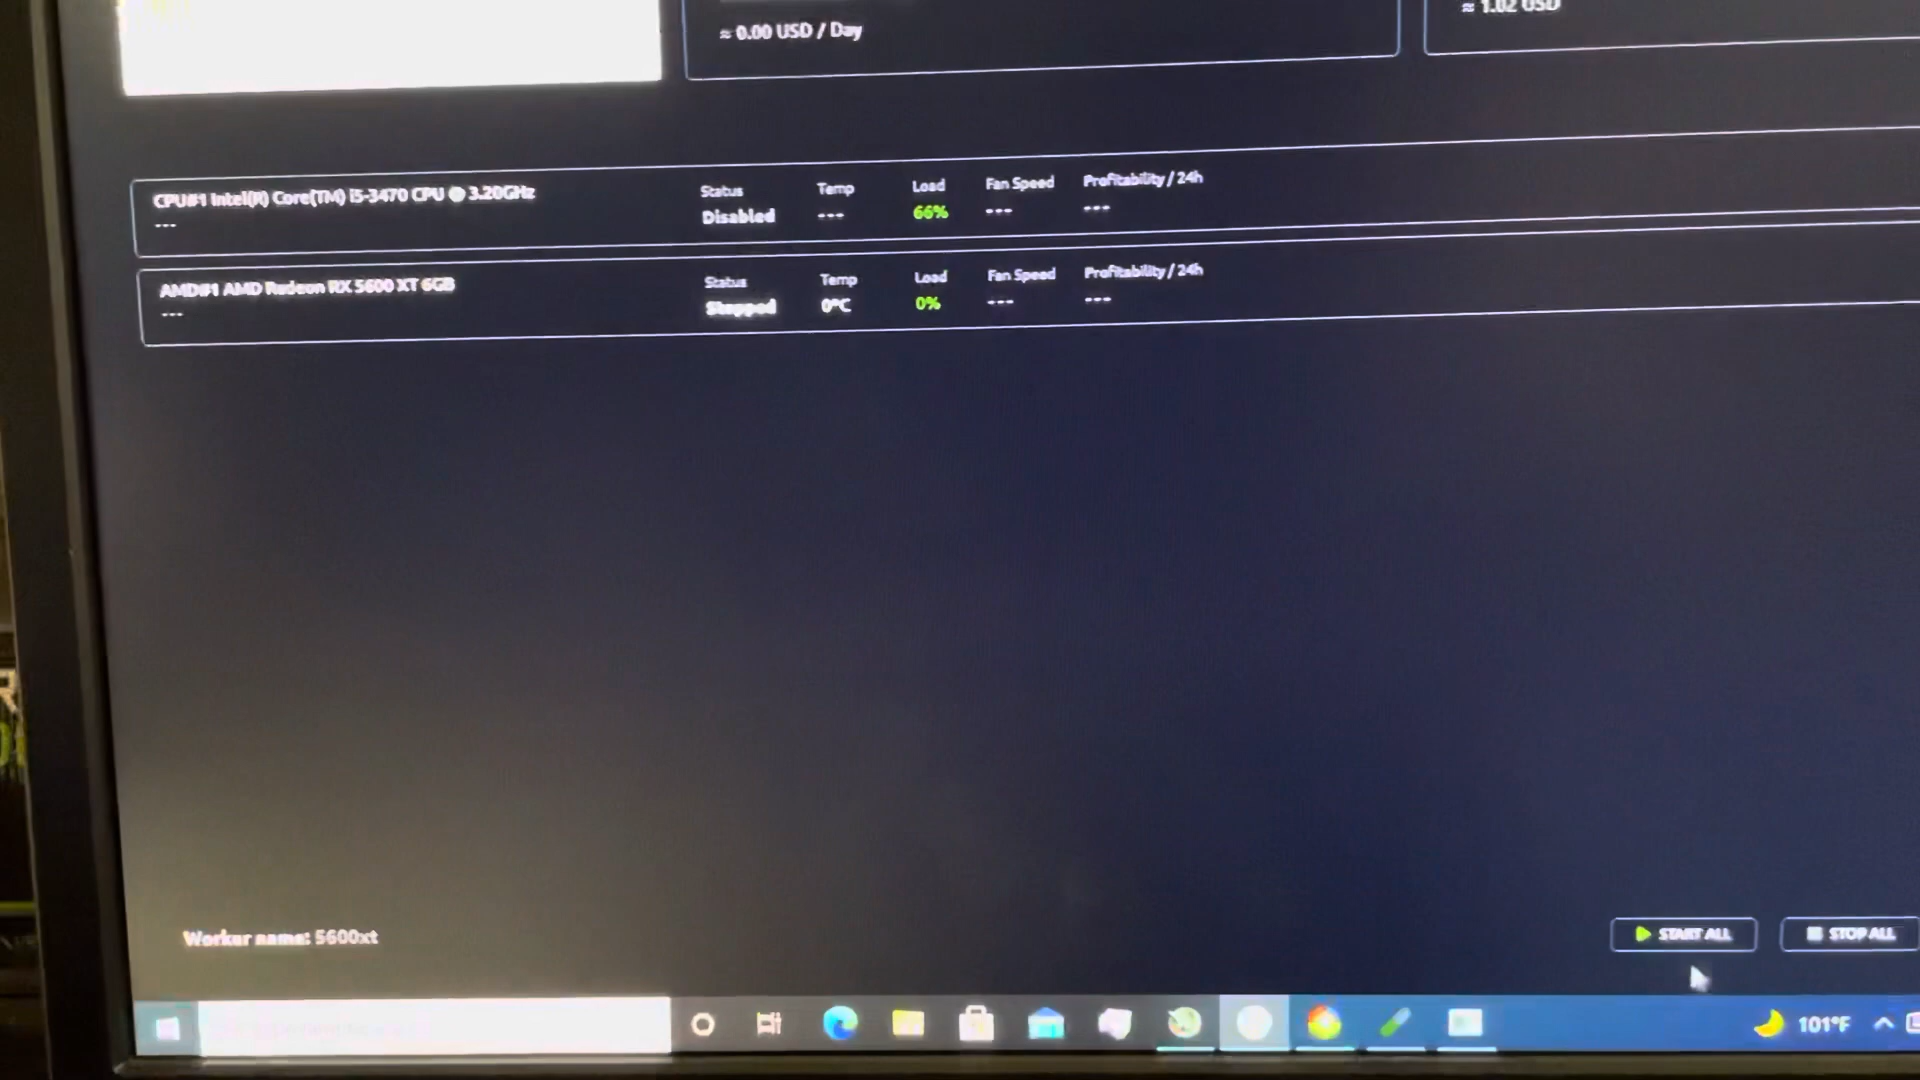 ≈ 0.00 USD / Day
≈ 1.02 USD
CPU#1 Intel(R) Core(TM) i5-3470 CPU @ 3.20GHz
---
Status Temp Load Fan Speed Profitability / 24h
Disabled --- 66% --- ---
AMD#1 AMD Radeon RX 5600 XT 6GB
---
Status Temp Load Fan Speed Profitability / 24h
Stopped 0°C 0% --- ---
Worker name: 5600xt
START ALL
STOP ALL
101°F